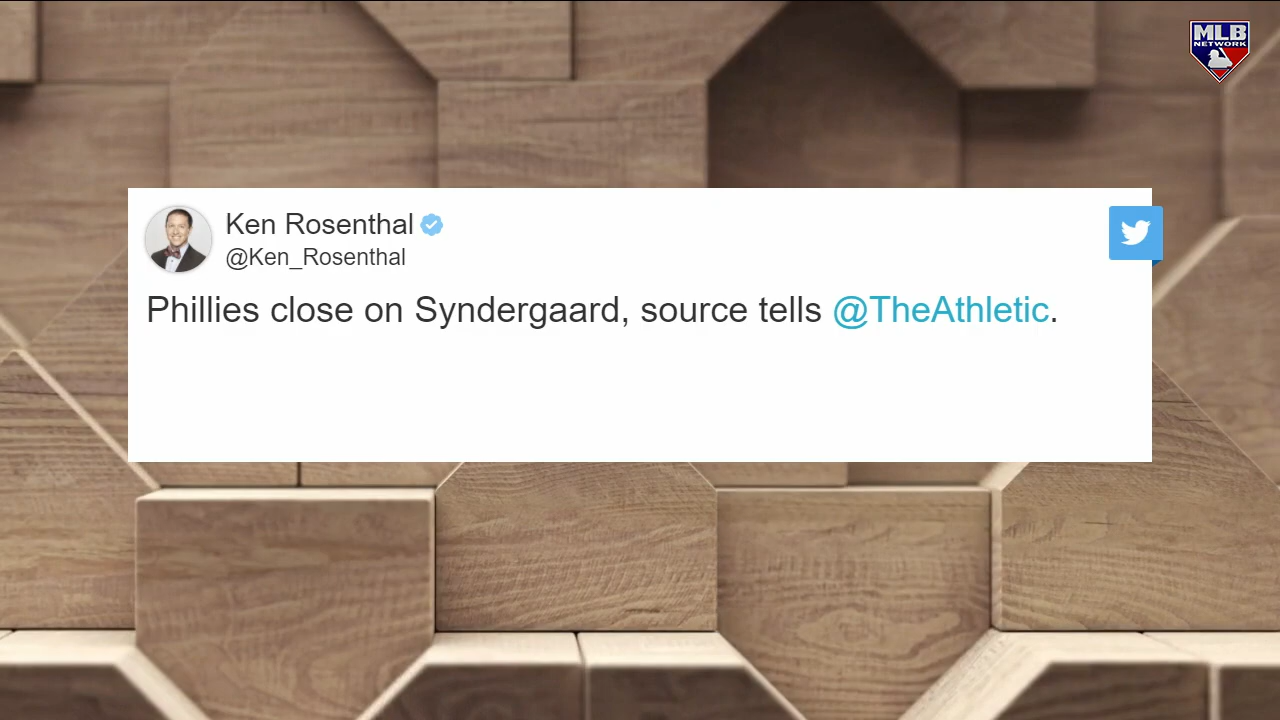 MLB
NETWORK
Ken Rosenthal
@Ken_Rosenthal
Phillies close on Syndergaard, source tells @TheAthletic.